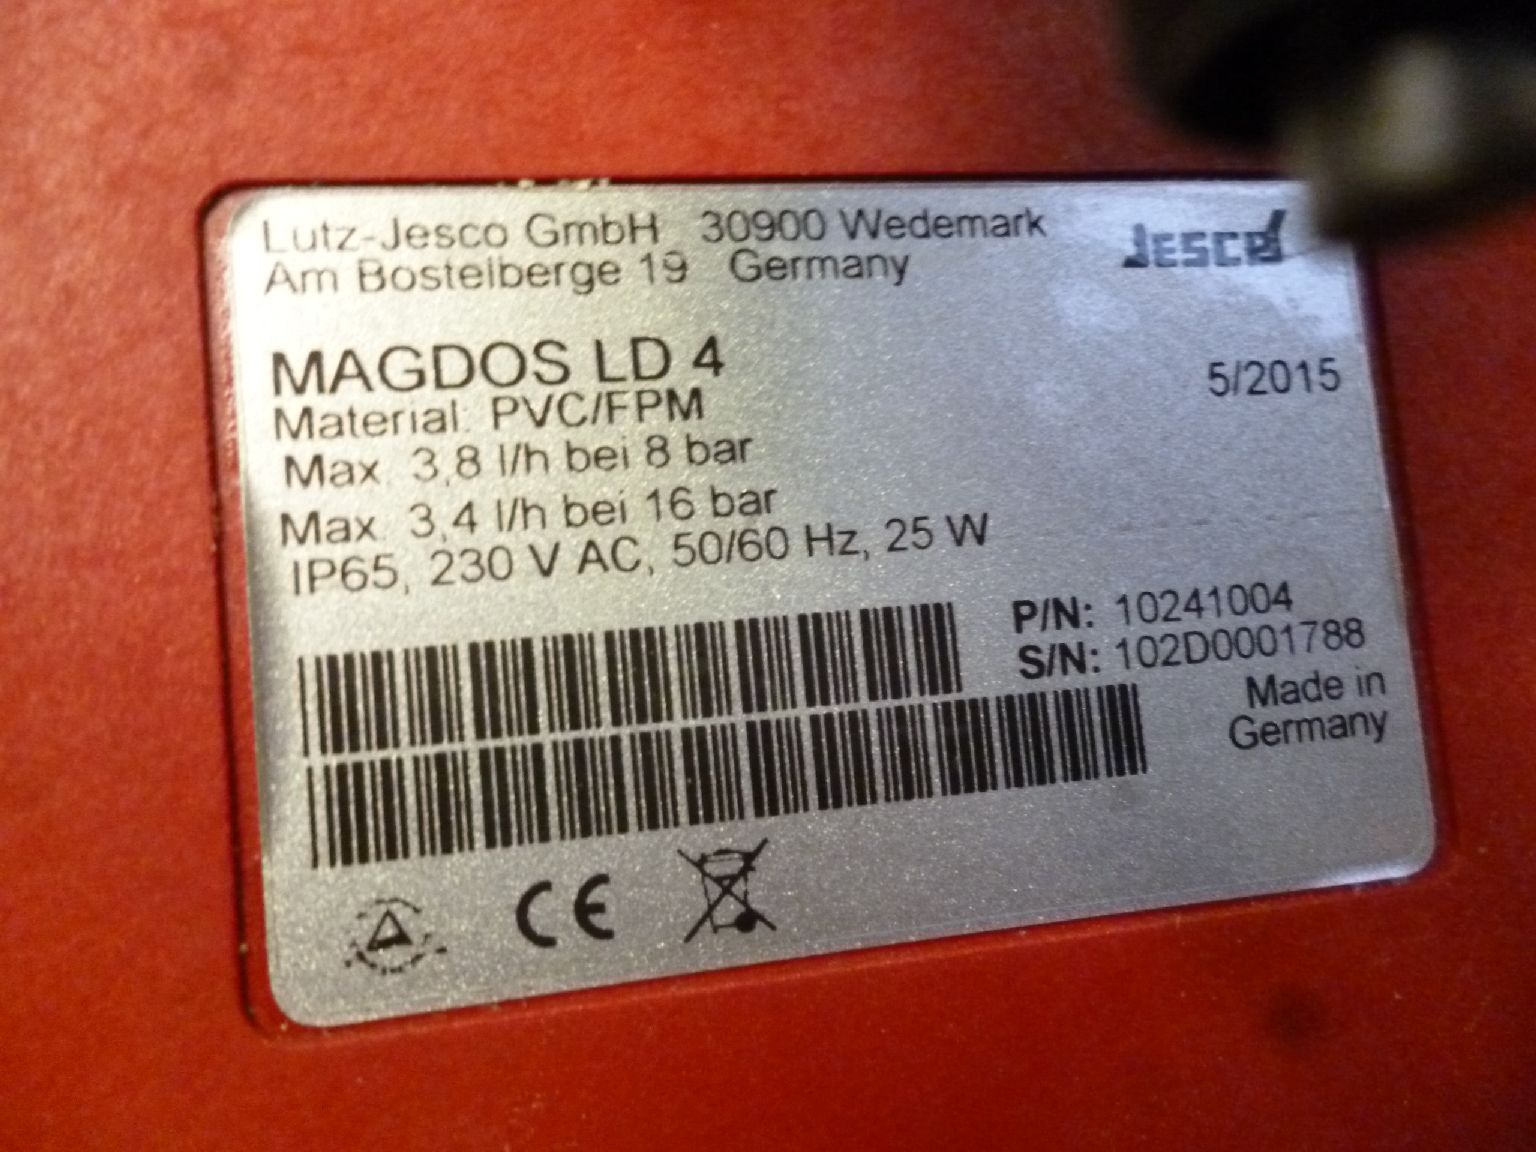 Lutz-Jesco GmbH 30900 Wedemark
Am Bostelberge 19 Germany
JESCO
MAGDOS LD 4
5/2015
Material: PVC/FPM
Max. 3,8 l/h bei 8 bar
Max. 3,4 l/h bei 16 bar
IP65, 230 V AC, 50/60 Hz, 25 W
P/N: 10241004
S/N: 102D0001788
Made in
Germany
CE